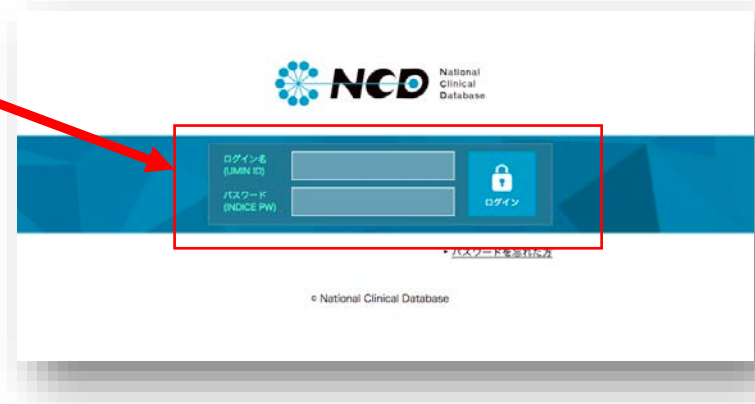 NCD
National
Clinical
Database
ログイン名
(UMIN ID)
パスワード
(INDICE PW)
ログイン
・パスワードを忘れた方
© National Clinical Database